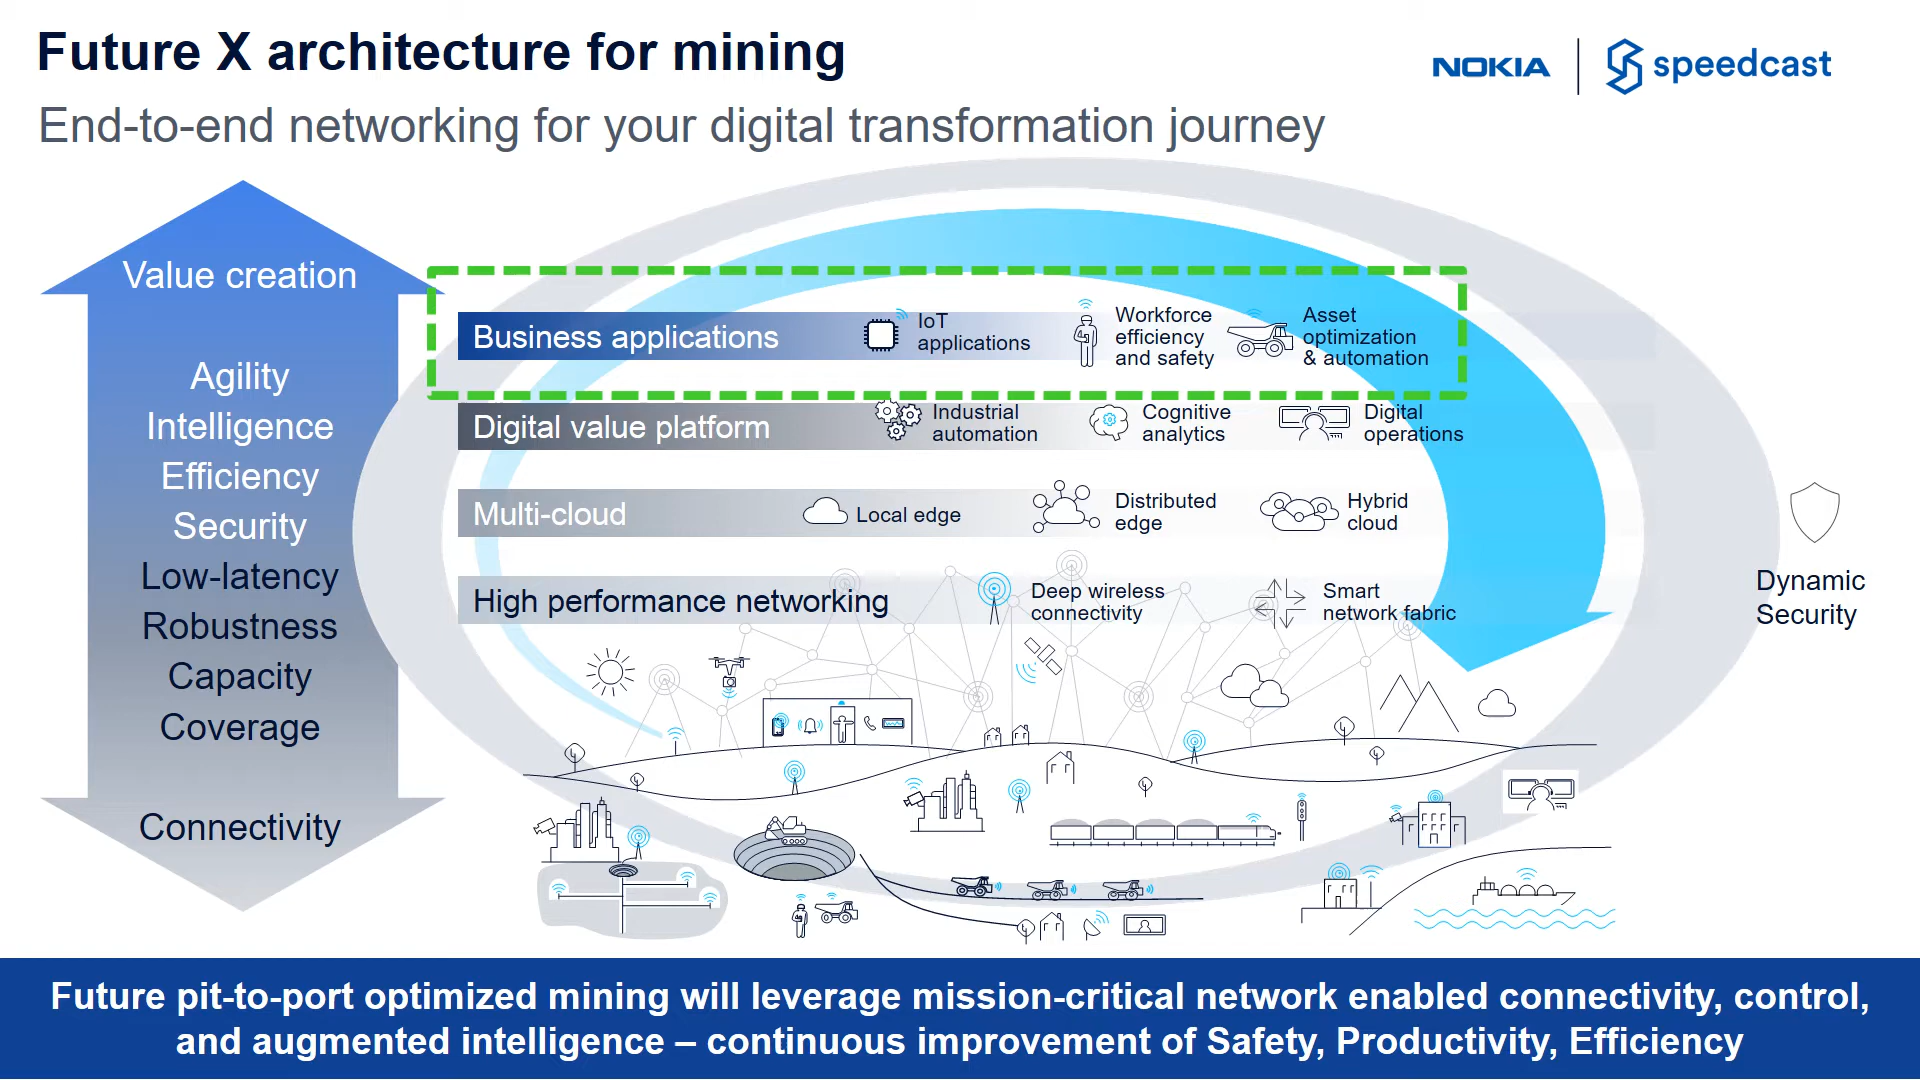 Future X architecture for mining
End-to-end networking for your digital transformation journey
NOKIA
speedcast
Value creation
Agility
Intelligence
Efficiency
Security
Low-latency
Robustness
Capacity
Coverage
Connectivity
Business applications
IoT
applications
Workforce
efficiency
and safety
Asset
optimization
& automation
Digital value platform
Industrial
automation
Cognitive
analytics
Digital
operations
Multi-cloud
Local edge
Distributed
edge
Hybrid
cloud
High performance networking
Deep wireless
connectivity
Smart
network fabric
Dynamic
Security
Future pit-to-port optimized mining will leverage mission-critical network enabled connectivity, control,
and augmented intelligence – continuous improvement of Safety, Productivity, Efficiency